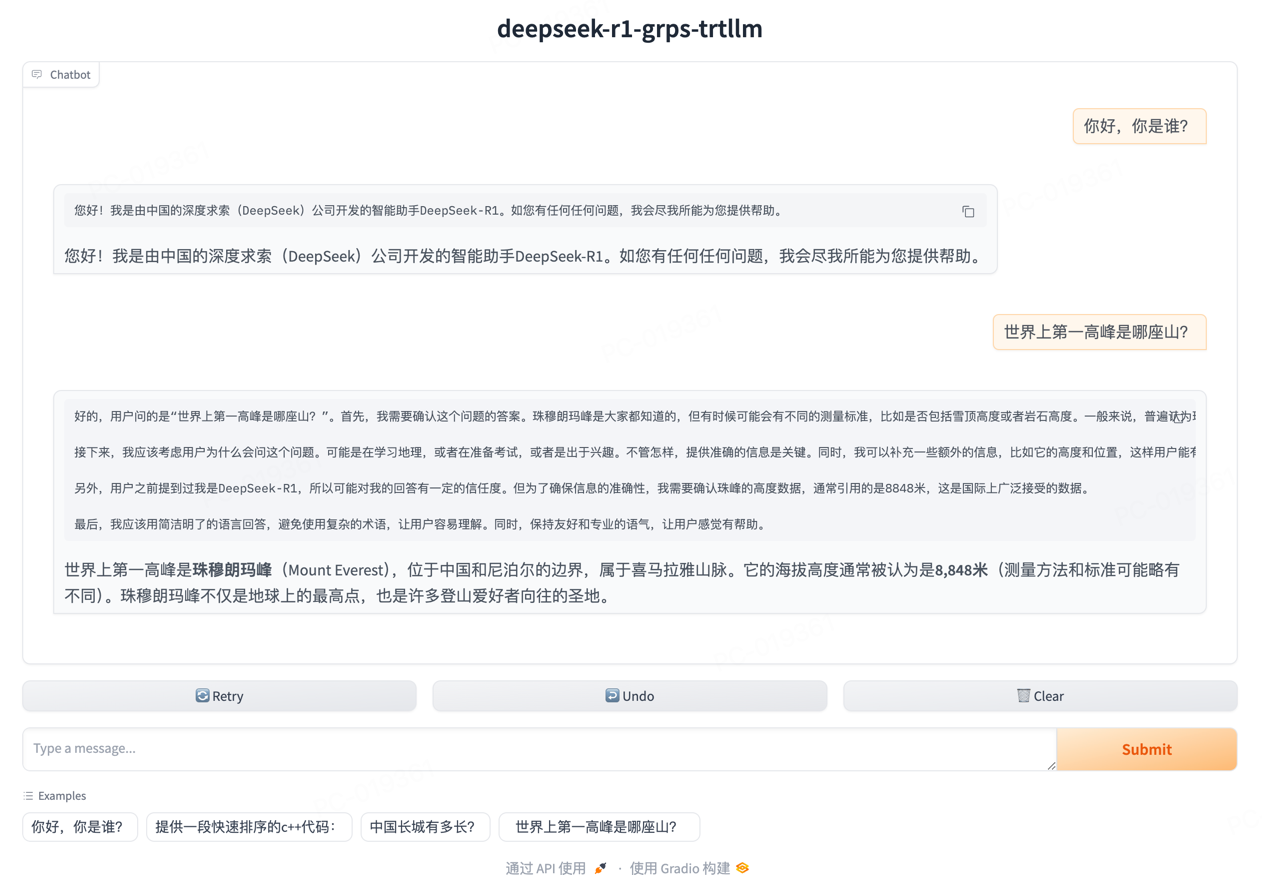 deepseek-r1-grps-trtllm
Chatbot
你好，你是谁？
您好！我是由中国的深度求索（DeepSeek）公司开发的智能助手DeepSeek-R1。如您有任何任何问题，我会尽我所能为您提供帮助。
您好！我是由中国的深度求索（DeepSeek）公司开发的智能助手DeepSeek-R1。如您有任何任何问题，我会尽我所能为您提供帮助。
世界上第一高峰是哪座山？
好的，用户问的是“世界上第一高峰是哪座山？”。首先，我需要确认这个问题的答案。珠穆朗玛峰是大家都知道的，但有时候可能会有不同的测量标准，比如是否包括雪顶高度或者岩石高度。一般来说，普遍认为
接下来，我应该考虑用户为什么会问这个问题。可能是在学习地理，或者在准备考试，或者是出于兴趣。不管怎样，提供准确的信息是关键。同时，我可以补充一些额外的信息，比如它的高度和位置，这样用户能
另外，用户之前提到过我是DeepSeek-R1，所以可能对我的回答有一定的信任度。但为了确保信息的准确性，我需要确认珠峰的高度数据，通常引用的是8848米，这是国际上广泛接受的数据。
最后，我应该用简洁明了的语言回答，避免使用复杂的术语，让用户容易理解。同时，保持友好和专业的语气，让用户感觉有帮助。
世界上第一高峰是珠穆朗玛峰（Mount Everest），位于中国和尼泊尔的边界，属于喜马拉雅山脉。它的海拔高度通常被认为是8,848米（测量方法和标准可能略有
不同）。珠穆朗玛峰不仅是地球上的最高点，也是许多登山爱好者向往的圣地。
Retry
Undo
Clear
Type a message...
Submit
Examples
你好，你是谁？
提供一段快速排序的c++代码：
中国长城有多长？
世界上第一高峰是哪座山？
通过 API 使用 · 使用 Gradio 构建